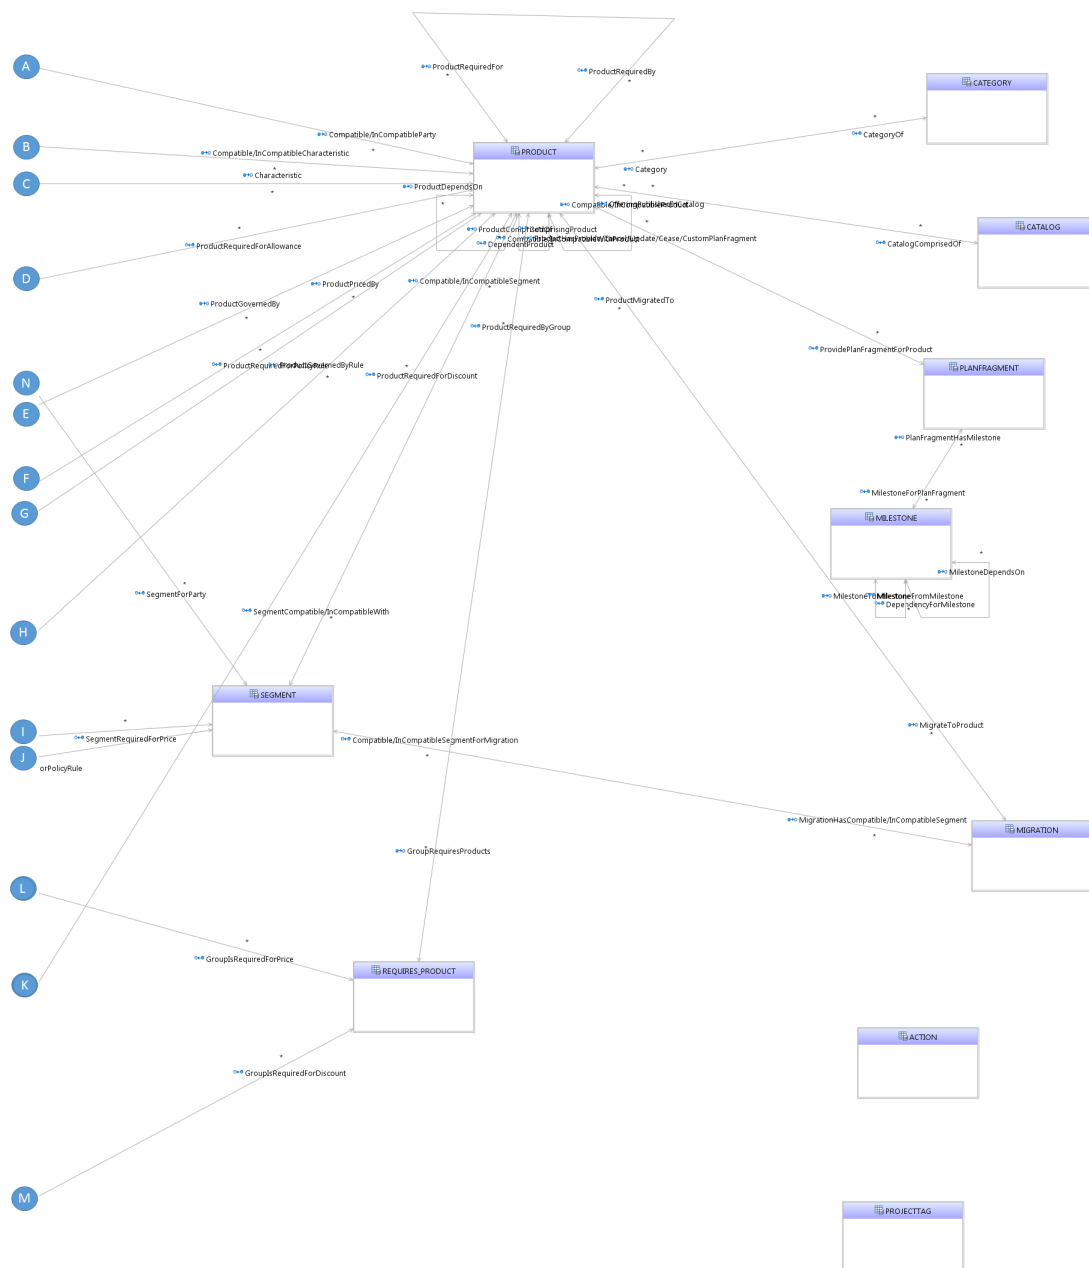 A
ProductRequiredFor
*
ProductRequiredBy
*
CATEGORY
*
CategoryOf
Compatible/InCompatibleParty
*
B
Compatible/InCompatibleCharacteristic
*
PRODUCT
*
Category
C
Characteristic
*
ProductDependsOn
*
*
*
CATALOG
*
CatalogComprisedOf
*
ProductRequiredForAllowance
DependentProduct
*
D
ProductPricedBy
*
Compatible/InCompatibleSegment
*
ProductMigratedTo
*
ProductGovernedBy
*
ProductRequiredByGroup
*
*
ProvidePlanFragmentForProduct
*
ProductGovernedByRule
*
*
ProductRequiredForDiscount
PLANFRAGMENT
N
E
PlanFragmentHasMilestone
*
F
MilestoneForPlanFragment
*
G
MILESTONE
*
MilestoneDependsOn
*
SegmentForParty
DependencyForMilestone
*
SegmentCompatible/InCompatibleWith
*
H
SEGMENT
*
I
SegmentRequiredForPrice
Compatible/InCompatibleSegmentForMigration
*
MigrateToProduct
*
J
orPolicyRule
MigrationHasCompatible/InCompatibleSegment
*
MIGRATION
GroupRequiresProducts
*
L
*
GroupIsRequiredForPrice
K
REQUIRES_PRODUCT
ACTION
*
GroupIsRequiredForDiscount
M
PROJECTTAG